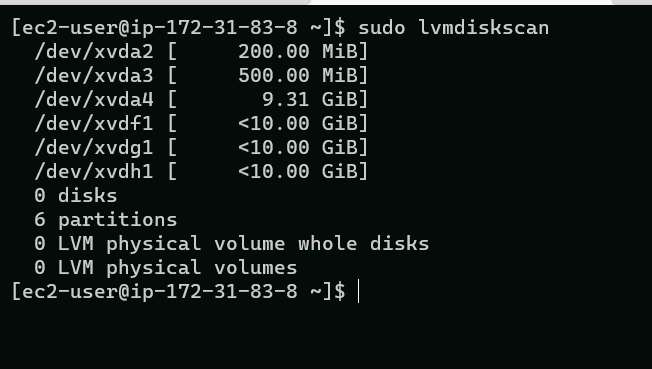 [ec2-user@ip-172-31-83-8 ~]$ sudo lvmdiskscan
  /dev/xvda2 [     200.00 MiB]
  /dev/xvda3 [     500.00 MiB]
  /dev/xvda4 [       9.31 GiB]
  /dev/xvdf1 [     <10.00 GiB]
  /dev/xvdg1 [     <10.00 GiB]
  /dev/xvdh1 [     <10.00 GiB]
  0 disks
  6 partitions
  0 LVM physical volume whole disks
  0 LVM physical volumes
[ec2-user@ip-172-31-83-8 ~]$